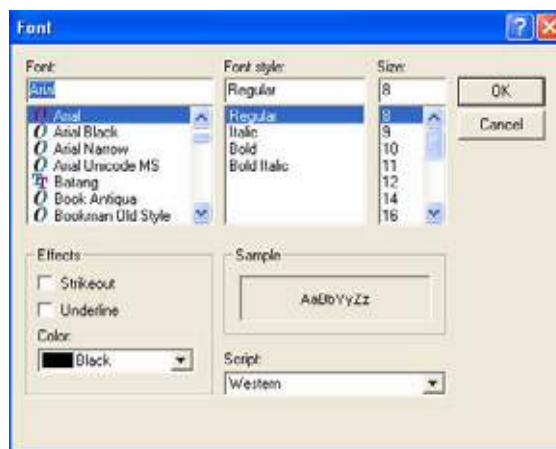 Font
Font: Font style: Size:
Arial Regular 8
Arial Regular 8
Arial Black Italic 9
Arial Narrow Bold 10
Arial Unicode MS Bold Italic 11
Batang 12
Book Antiqua 14
Bookman Old Style 16
OK
Cancel
Effects
Strikeout
Underline
Color:
Black
Sample
AaBbYyZz
Script:
Western